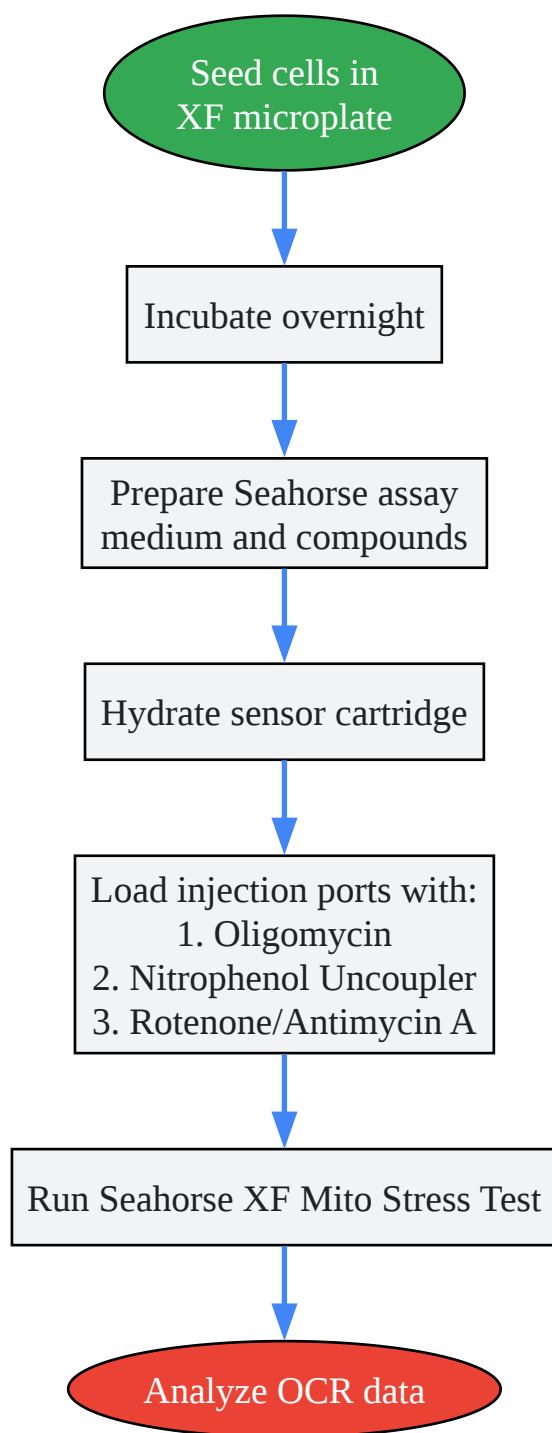 Seed cells in
XF microplate
Incubate overnight
Prepare Seahorse assay
medium and compounds
Hydrate sensor cartridge
Load injection ports with:
1. Oligomycin
2. Nitrophenol Uncoupler
3. Rotenone/Antimycin A
Run Seahorse XF Mito Stress Test
Analyze OCR data